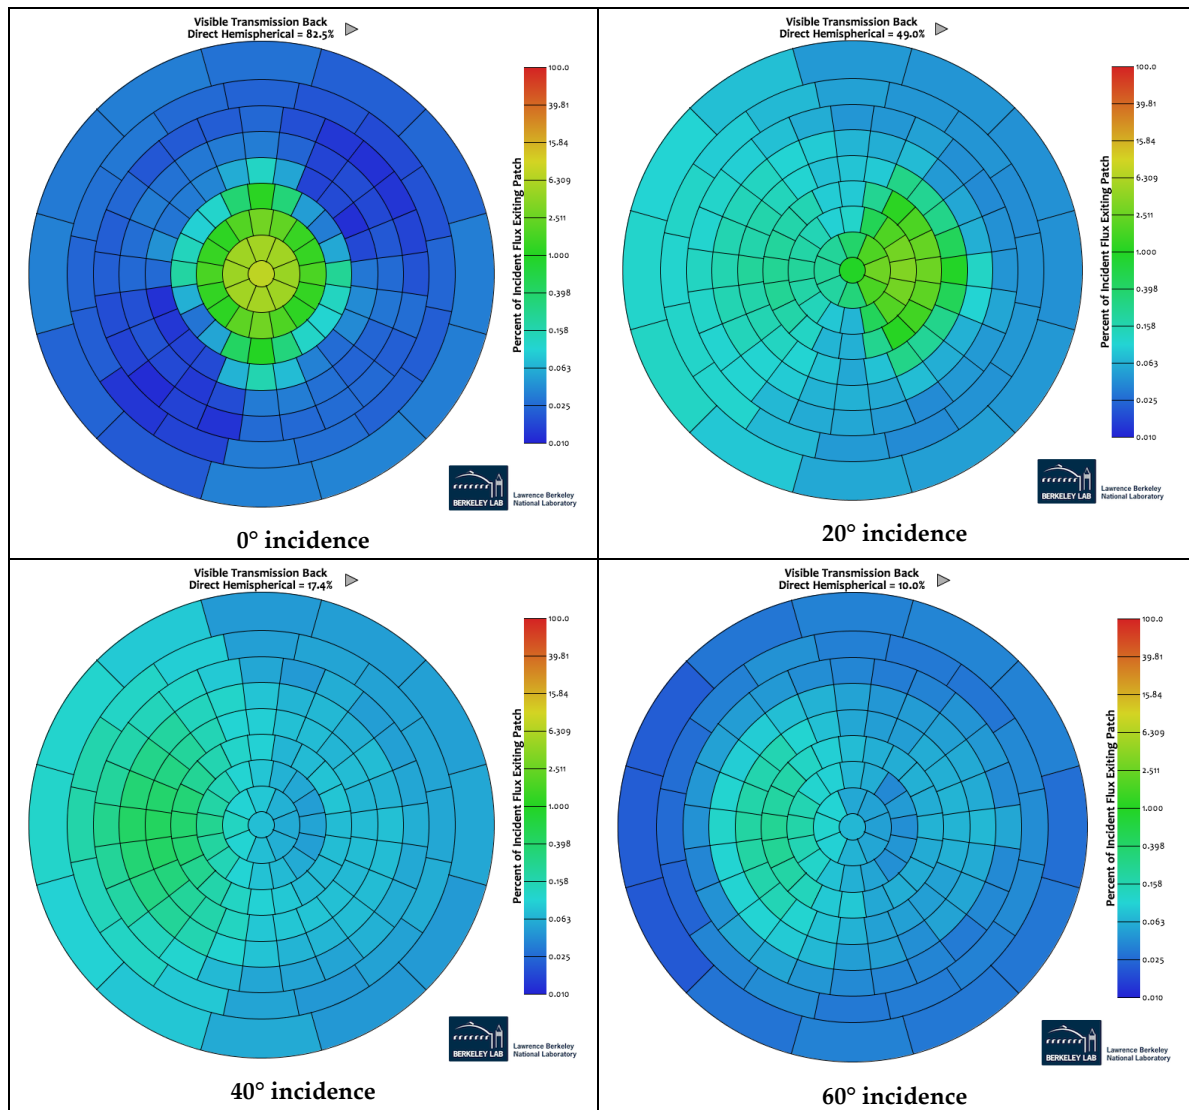 Visible Transmission Back
Direct Hemispherical = 82.5%
Percent of Incident Flux Exiting Patch
100.0
39.81
15.84
6.309
2.511
1.000
0.398
0.158
0.063
0.025
0.010
BERKELEY LAB
Lawrence Berkeley
National Laboratory
0° incidence
Visible Transmission Back
Direct Hemispherical = 49.0%
Percent of Incident Flux Exiting Patch
100.0
39.81
15.84
6.309
2.511
1.000
0.398
0.158
0.063
0.025
0.010
BERKELEY LAB
Lawrence Berkeley
National Laboratory
20° incidence
Visible Transmission Back
Direct Hemispherical = 17.4%
Percent of Incident Flux Exiting Patch
100.0
39.81
15.84
6.309
2.511
1.000
0.398
0.158
0.063
0.025
0.010
BERKELEY LAB
Lawrence Berkeley
National Laboratory
40° incidence
Visible Transmission Back
Direct Hemispherical = 10.0%
Percent of Incident Flux Exiting Patch
100.0
39.81
15.84
6.309
2.511
1.000
0.398
0.158
0.063
0.025
0.010
BERKELEY LAB
Lawrence Berkeley
National Laboratory
60° incidence